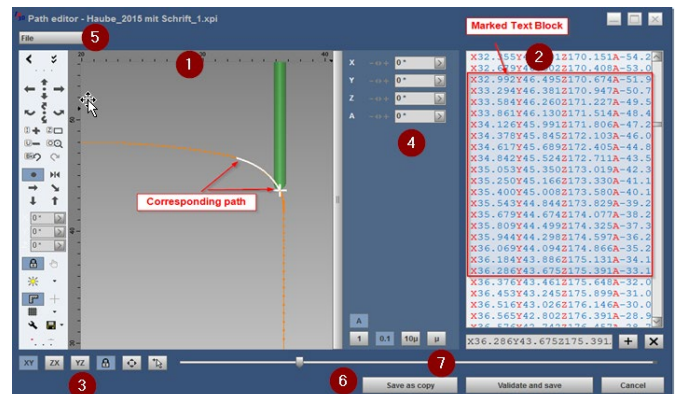 Path editor - Haube_2015 mit Schrift_1.xpi
File
5
Marked Text Block
1
2
20
30
40
X 0°
Y 0°
Z 0°
A 0°
4
X32.992Y46.495Z170.674A-51.
X33.294Y46.381Z170.947A-50.7
X33.584Y46.260Z171.227A-49.5
X33.861Y46.130Z171.514A-48.4
X34.126Y45.991Z171.806A-47.2
X34.378Y45.845Z172.103A-46.0
X34.617Y45.689Z172.405A-44.8
X34.842Y45.524Z172.711A-43.5
X35.053Y45.350Z173.019A-42.3
X35.250Y45.166Z173.330A-41.1
X35.400Y45.008Z173.580A-40.1
X35.543Y44.844Z173.829A-39.2
X35.679Y44.674Z174.077A-38.2
X35.809Y44.499Z174.325A-37.3
X35.944Y44.298Z174.597A-36.2
X36.069Y44.094Z174.866A-35.2
X36.184Y43.886Z175.131A-34.1
X36.286Y43.675Z175.391A-33.1
X36.376Y43.461Z175.648A-32.0
X36.453Y43.245Z175.899A-31.0
X36.516Y43.026Z176.146A-30.0
X36.565Y42.802Z176.391A-28.9
Corresponding path
0°
0°
0°
A
1 0.1 10µ µ
X36.286Y43.675Z175.391
XY ZX YZ
3
6
7
Save as copy
Validate and save
Cancel